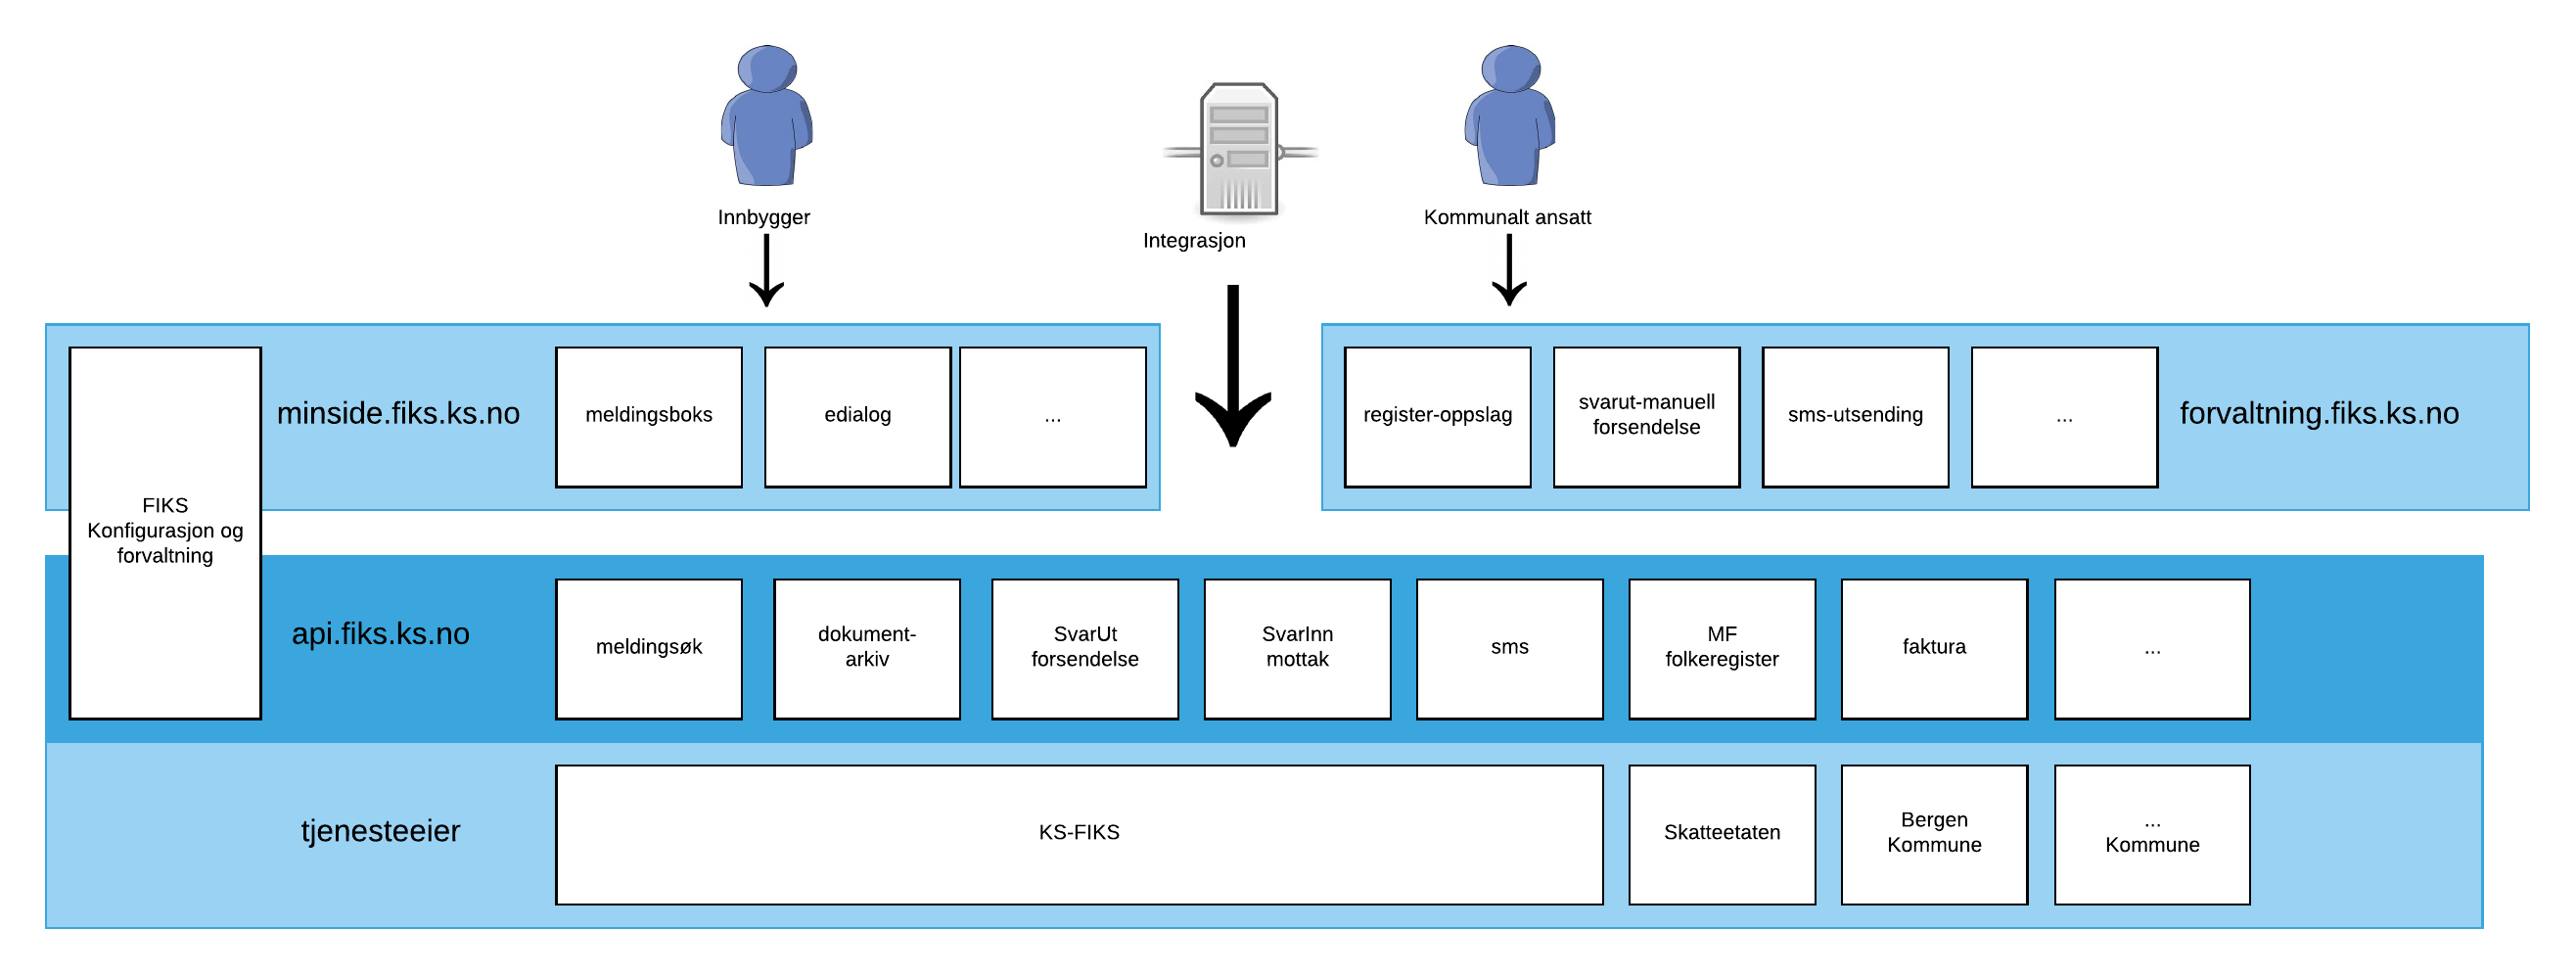 Innbygger
Integrasjon
Kommunalt ansatt
FIKS
Konfigurasjon og
forvaltning
minside.fiks.ks.no
meldingsboks
edialog
...
register-oppslag
svarut-manuell
forsendelse
sms-utsending
...
forvaltning.fiks.ks.no
api.fiks.ks.no
meldingsøk
dokument-
arkiv
SvarUt
forsendelse
SvarInn
mottak
sms
MF
folkeregister
faktura
...
tjenesteeier
KS-FIKS
Skatteetaten
Bergen
Kommune
...
Kommune